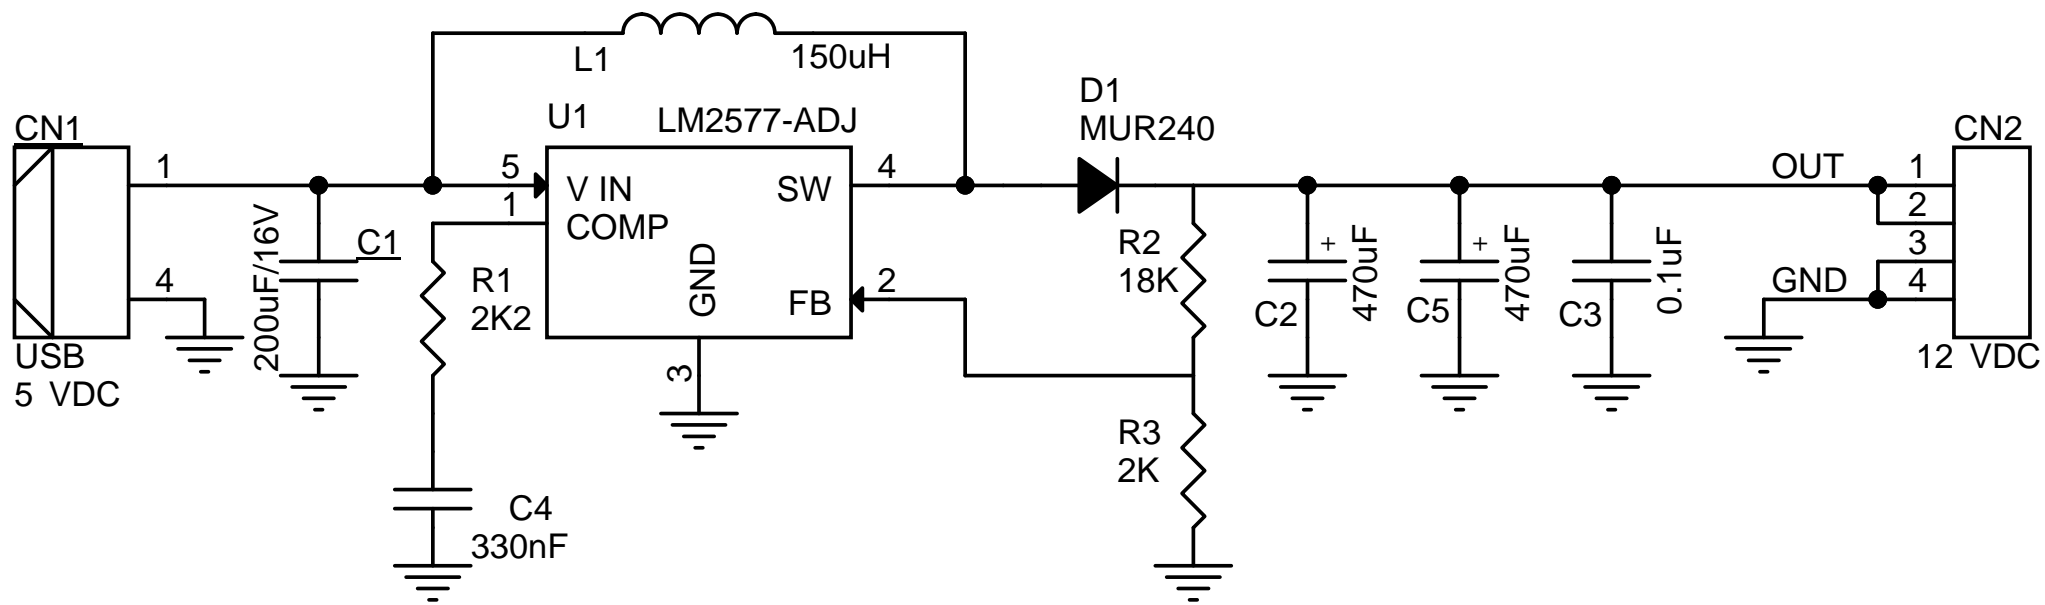 L1
150uH
CN1
1
4
USB
5 VDC
200uF/16V
C1
U1
LM2577-ADJ
5
1
V IN
COMP
SW
GND
FB
4
2
3
R1
2K2
C4
330nF
D1
MUR240
R2
18K
R3
2K
+
470uF
C2
+
470uF
C5
0.1uF
C3
OUT
GND
CN2
1
2
3
4
12 VDC